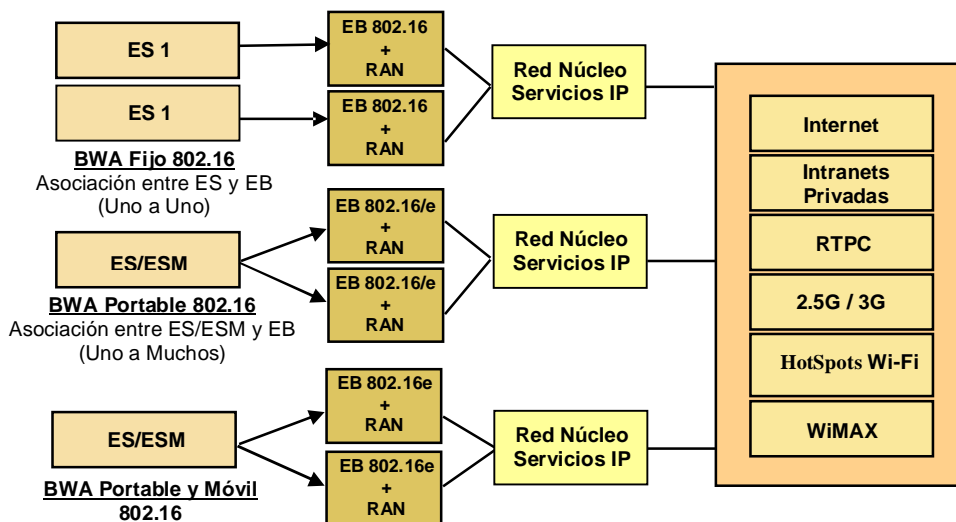 ES 1
EB 802.16
+
RAN
ES 1
EB 802.16
+
RAN
BWA Fijo 802.16
Asociación entre ES y EB
(Uno a Uno)
Red Núcleo
Servicios IP
ES/ESM
EB 802.16/e
+
RAN
EB 802.16/e
+
RAN
BWA Portable 802.16
Asociación entre ES/ESM y EB
(Uno a Muchos)
Red Núcleo
Servicios IP
ES/ESM
EB 802.16e
+
RAN
EB 802.16e
+
RAN
BWA Portable y Móvil
802.16
Red Núcleo
Servicios IP
Internet
Intranets
Privadas
RTPC
2.5G / 3G
HotSpots Wi-Fi
WiMAX